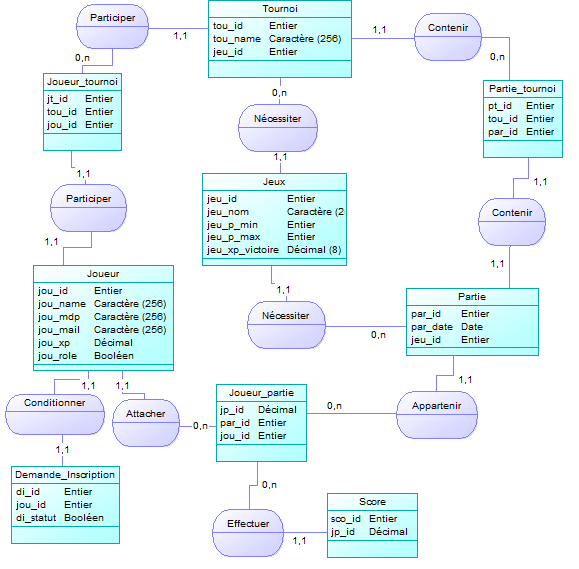 Participer
1,1
Tournoi
tou_id Entier
tou_name Caractère (256)
jeu_id Entier
1,1
Contenir
0,n
0,n
0,n
Joueur_tournoi
jt_id Entier
tou_id Entier
jou_id Entier
Nécessiter
Partie_tournoi
pt_id Entier
tou_id Entier
par_id Entier
1,1
1,1
1,1
Participer
1,1
Jeux
jeu_id Entier
jeu_nom Caractère (2
jeu_p_min Entier
jeu_p_max Entier
jeu_xp_victoire Décimal (8)
Contenir
1,1
Joueur
jou_id Entier
jou_name Caractère (256)
jou_mdp Caractère (256)
jou_mail Caractère (256)
jou_xp Décimal
jou_role Booléen
1,1
Nécessiter
0,n
Partie
par_id Entier
par_date Date
jeu_id Entier
1,1
1,1
1,1
Conditionner
Attacher
0,n
Joueur_partie
jp_id Décimal
par_id Entier
jou_id Entier
0,n
Appartenir
1,1
Demande_Inscription
di_id Entier
jou_id Entier
di_statut Booléen
0,n
Effectuer
1,1
Score
sco_id Entier
jp_id Décimal